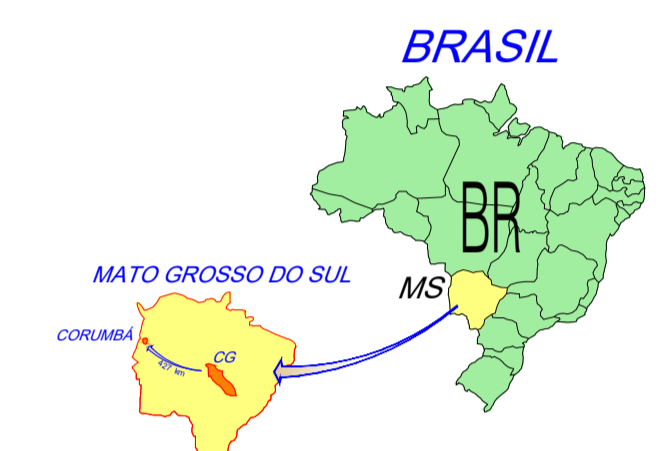 BRASIL
BR
MATO GROSSO DO SUL
MS
CORUMBÁ
CG
427 km